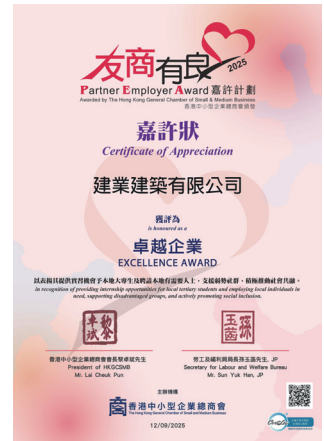 友商有良
2025
Partner Employer Award 嘉許計劃
Awarded by The Hong Kong General Chamber of Small & Medium Business
香港中小型企業總商會頒發
嘉許狀
Certificate of Appreciation
建業建築有限公司
獲評為
is honoured as a
卓越企業
EXCELLENCE AWARD
以表揚其提供實習機會予本地大專生及聘請本地有需要人士，支援弱勢社群，積極推動社會共融。
in recognition of providing internship opportunities for local tertiary students and employing local individuals in
need, supporting disadvantaged groups, and actively promoting social inclusion.
香港中小型企業總商會會長黎卓斌先生
President of HKGCSMB
Mr. Lai Cheuk Pun
勞工及福利局局長孫玉菡先生, JP
Secretary for Labour and Welfare Bureau
Mr. Sun Yuk Han, JP
主辦機構
香港中小型企業總商會
The Hong Kong General Chamber of Small and Medium Business
12/09/2025